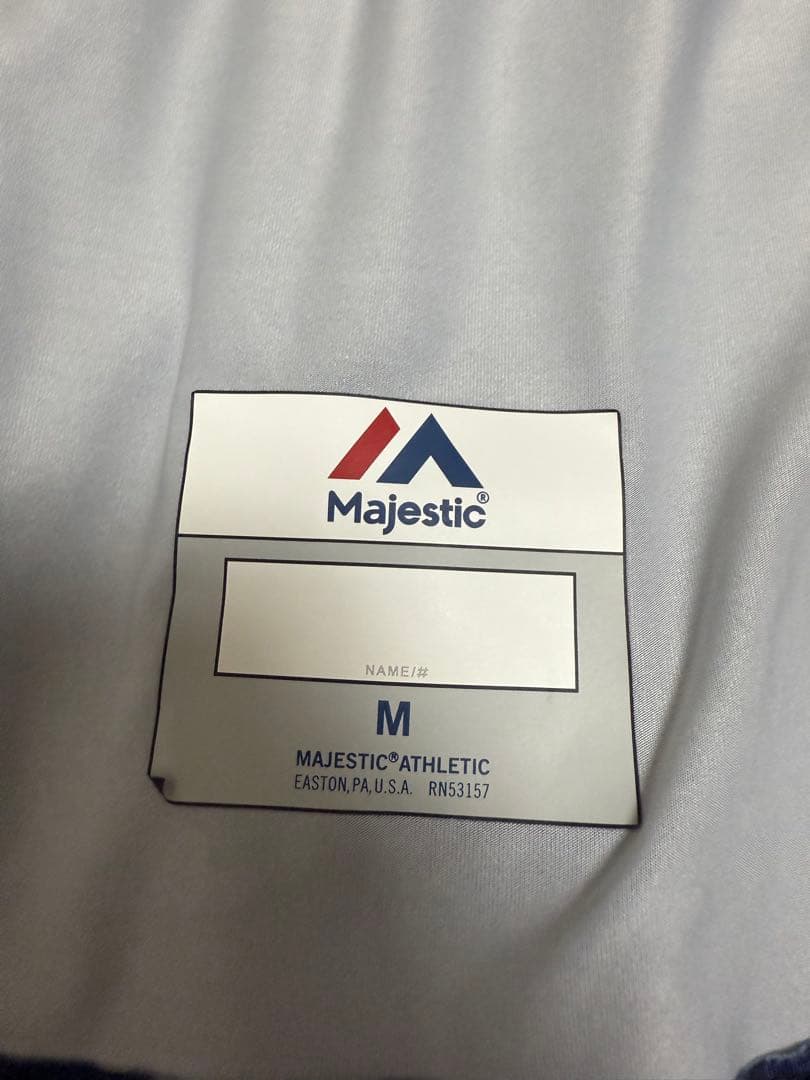 Majestic®
NAME/#
M
MAJESTIC® ATHLETIC
EASTON, PA, U.S.A. RN53157